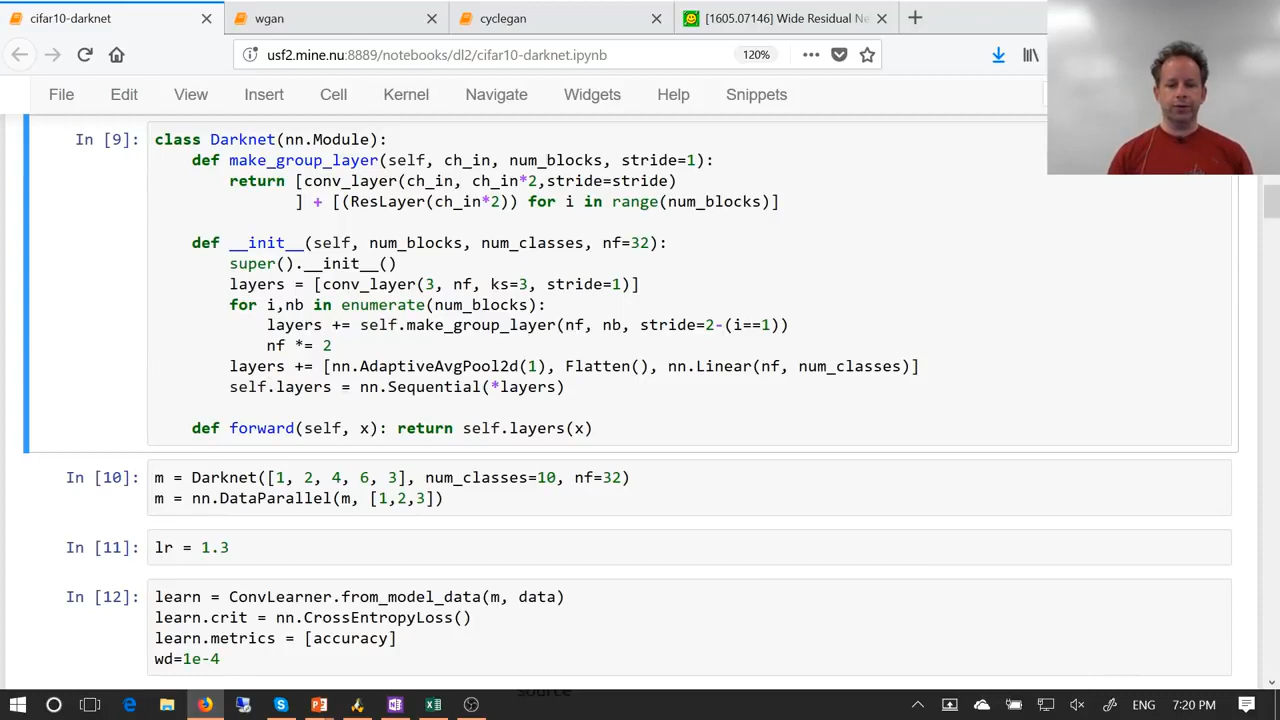 cifar10-darknet
wgan
cyclegan
[1605.07146] Wide Residual Ne
usf2.mine.nu:8889/notebooks/dl2/cifar10-darknet.ipynb
120%
File Edit View Insert Cell Kernel Navigate Widgets Help Snippets
In [9]:
class Darknet(nn.Module):
    def make_group_layer(self, ch_in, num_blocks, stride=1):
        return [conv_layer(ch_in, ch_in*2,stride=stride)
               ] + [(ResLayer(ch_in*2)) for i in range(num_blocks)]
    def __init__(self, num_blocks, num_classes, nf=32):
        super().__init__()
        layers = [conv_layer(3, nf, ks=3, stride=1)]
        for i,nb in enumerate(num_blocks):
            layers += self.make_group_layer(nf, nb, stride=2-(i==1))
            nf *= 2
        layers += [nn.AdaptiveAvgPool2d(1), Flatten(), nn.Linear(nf, num_classes)]
        self.layers = nn.Sequential(*layers)
    def forward(self, x): return self.layers(x)
In [10]:
m = Darknet([1, 2, 4, 6, 3], num_classes=10, nf=32)
m = nn.DataParallel(m, [1,2,3])
In [11]:
lr = 1.3
In [12]:
learn = ConvLearner.from_model_data(m, data)
learn.crit = nn.CrossEntropyLoss()
learn.metrics = [accuracy]
wd=1e-4
source
ENG
7:20 PM